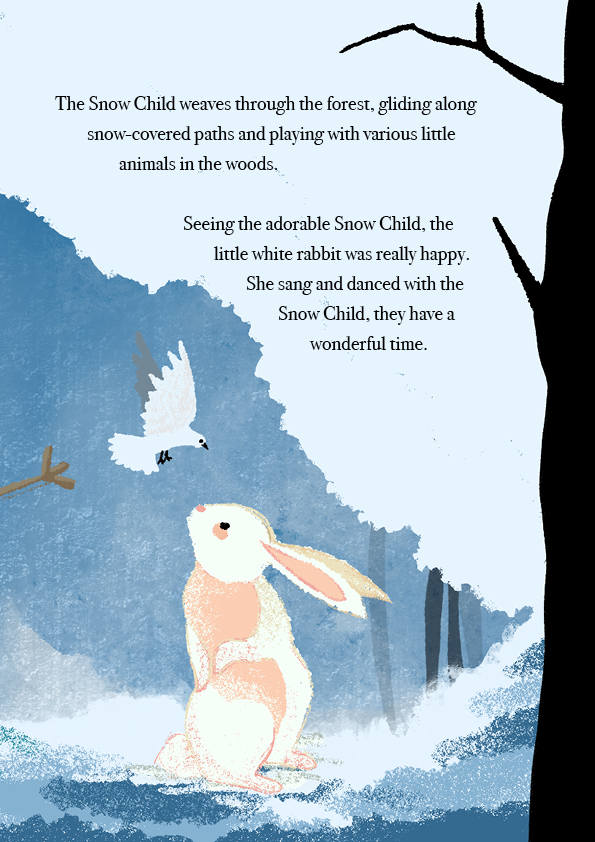 The Snow Child weaves through the forest, gliding along
snow-covered paths and playing with various little
animals in the woods.
Seeing the adorable Snow Child, the
little white rabbit was really happy.
She sang and danced with the
Snow Child, they have a
wonderful time.